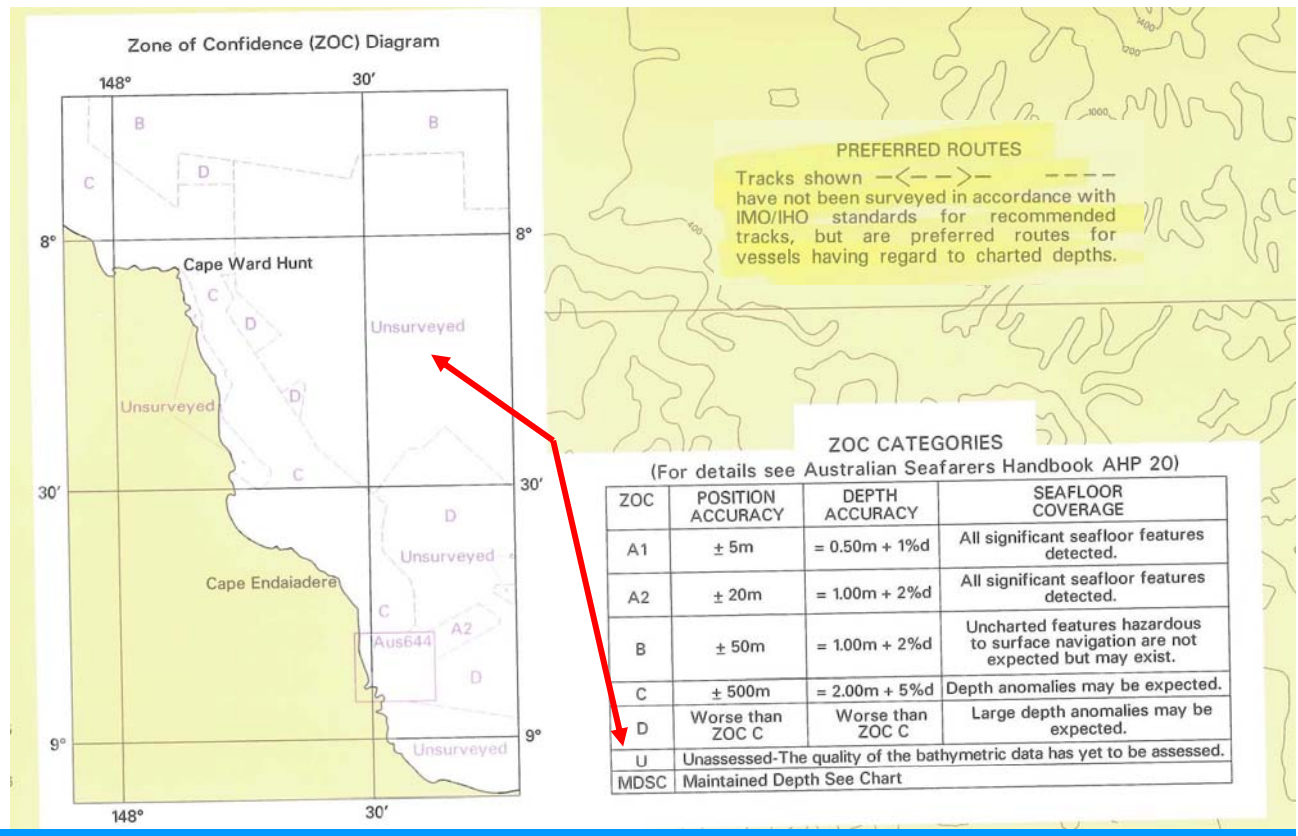 Zone of Confidence (ZOC) Diagram
148°
30′
B
B
D
C
8°
8°
Cape Ward Hunt
C
D
Unsurveyed
D
Unsurveyed
C
30′
30′
D
Unsurveyed
Cape Endaiadere
C
A2
Aus644
D
9°
9°
Unsurveyed
148°
30′
1400
1200
1000
400
PREFERRED ROUTES
Tracks shown —<— —>— — — — —
have not been surveyed in accordance with
IMO/IHO standards for recommended
tracks, but are preferred routes for
vessels having regard to charted depths.
ZOC CATEGORIES
(For details see Australian Seafarers Handbook AHP 20)
ZOC POSITION ACCURACY DEPTH ACCURACY SEAFLOOR COVERAGE
A1 ± 5m = 0.50m + 1%d All significant seafloor features
detected.
A2 ± 20m = 1.00m + 2%d All significant seafloor features
detected.
B ± 50m = 1.00m + 2%d Uncharted features hazardous
to surface navigation are not
expected but may exist.
C ± 500m = 2.00m + 5%d Depth anomalies may be expected.
D Worse than ZOC C Worse than ZOC C Large depth anomalies may be
expected.
U Unassessed-The quality of the bathymetric data has yet to be assessed.
MDSC Maintained Depth See Chart